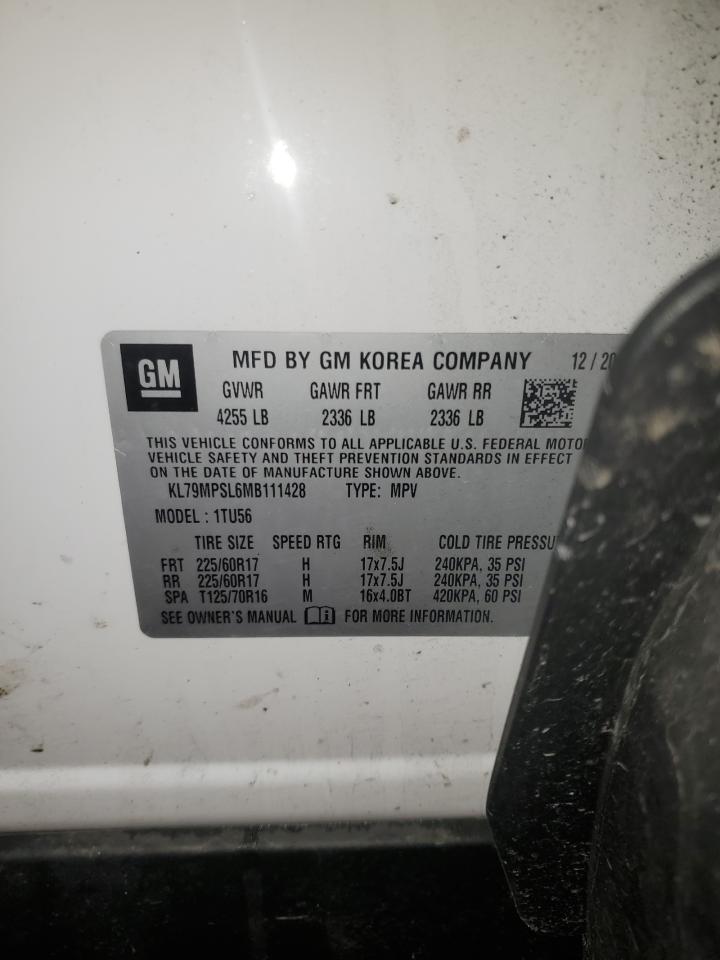 GM MFD BY GM KOREA COMPANY 12 / 20
GVWR GAWR FRT GAWR RR
4255 LB 2336 LB 2336 LB
THIS VEHICLE CONFORMS TO ALL APPLICABLE U.S. FEDERAL MOTOR
VEHICLE SAFETY AND THEFT PREVENTION STANDARDS IN EFFECT
ON THE DATE OF MANUFACTURE SHOWN ABOVE.
KL79MPSL6MB111428 TYPE: MPV
MODEL : 1TU56
TIRE SIZE SPEED RTG RIM COLD TIRE PRESSU
FRT 225/60R17 H 17x7.5J 240KPA, 35 PSI
RR 225/60R17 H 17x7.5J 240KPA, 35 PSI
SPA T125/70R16 M 16x4.0BT 420KPA, 60 PSI
SEE OWNER'S MANUAL i FOR MORE INFORMATION.